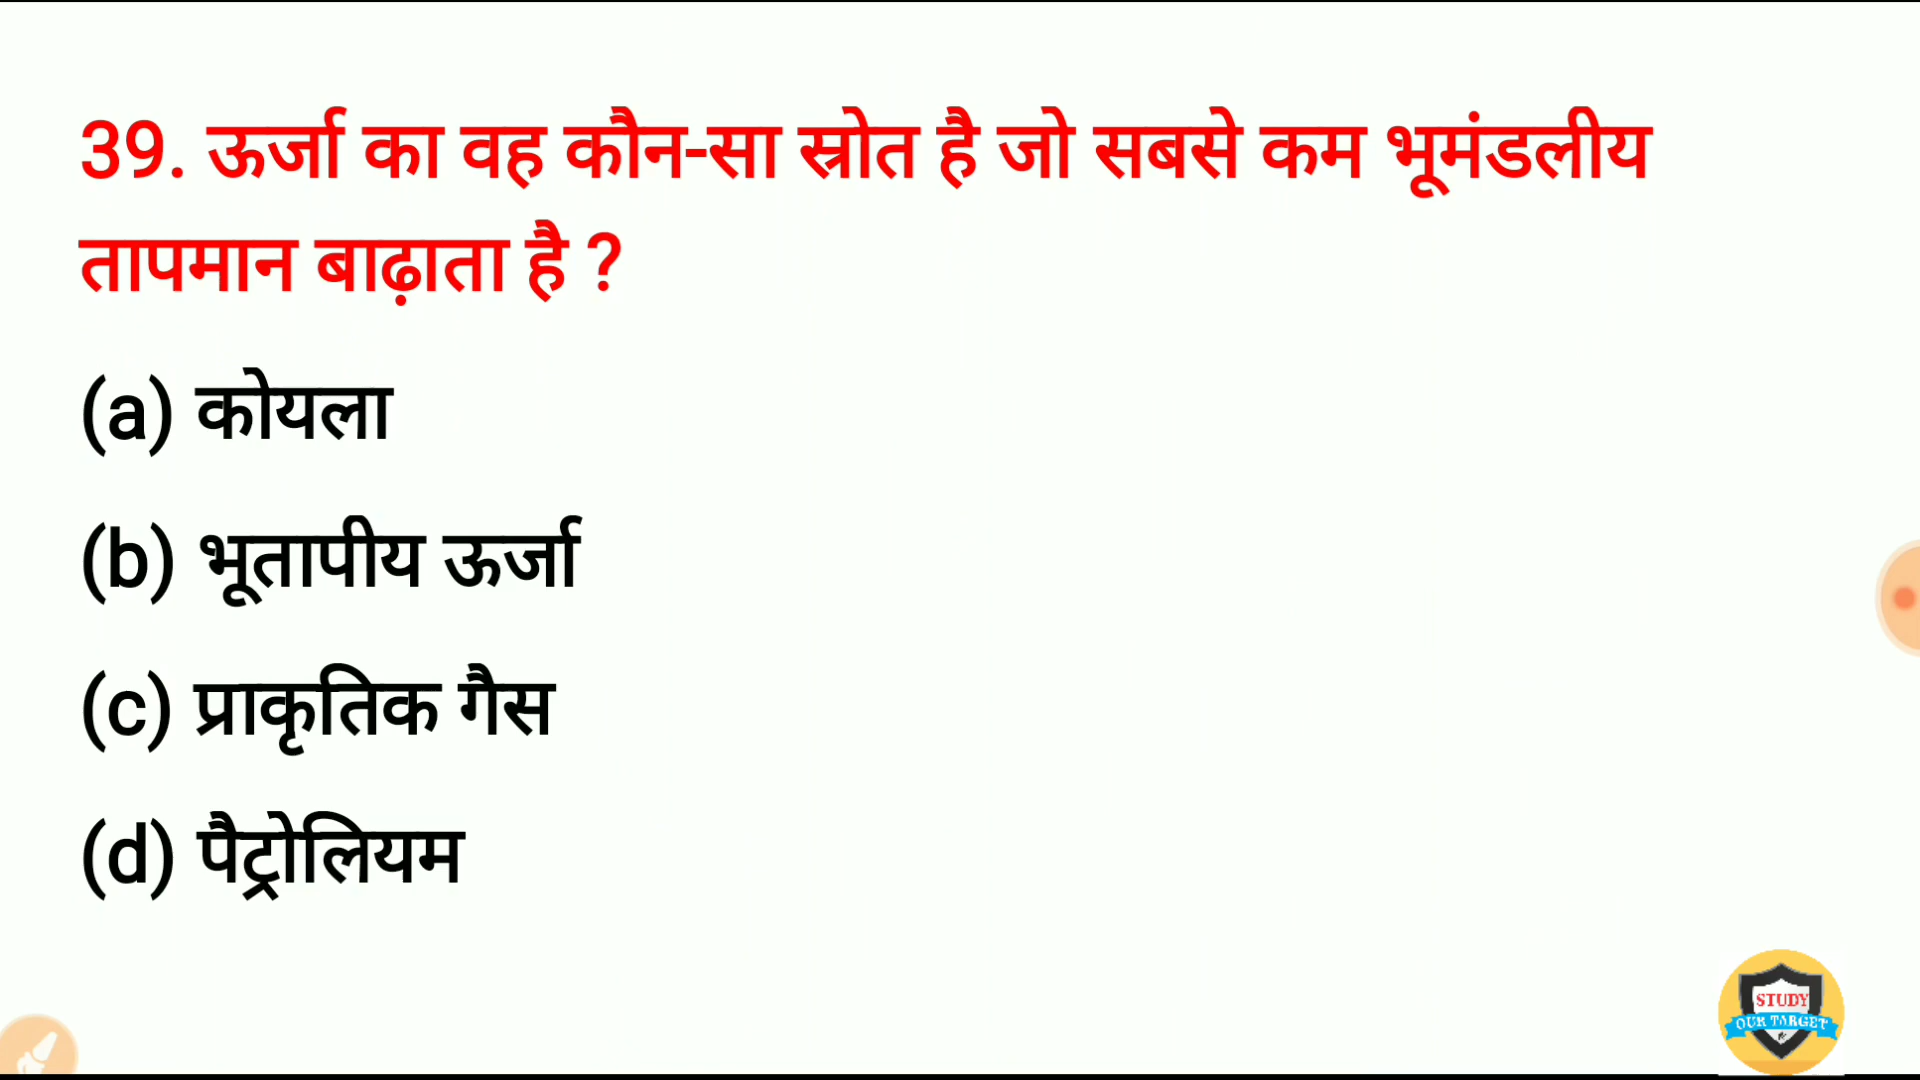 39. ऊर्जा का वह कौन-सा स्रोत है जो सबसे कम भूमंडलीय
तापमान बाढ़ाता है ?
(a) कोयला
(b) भूतापीय ऊर्जा
(c) प्राकृतिक गैस
(d) पैट्रोलियम
STUDY
OUR TARGET